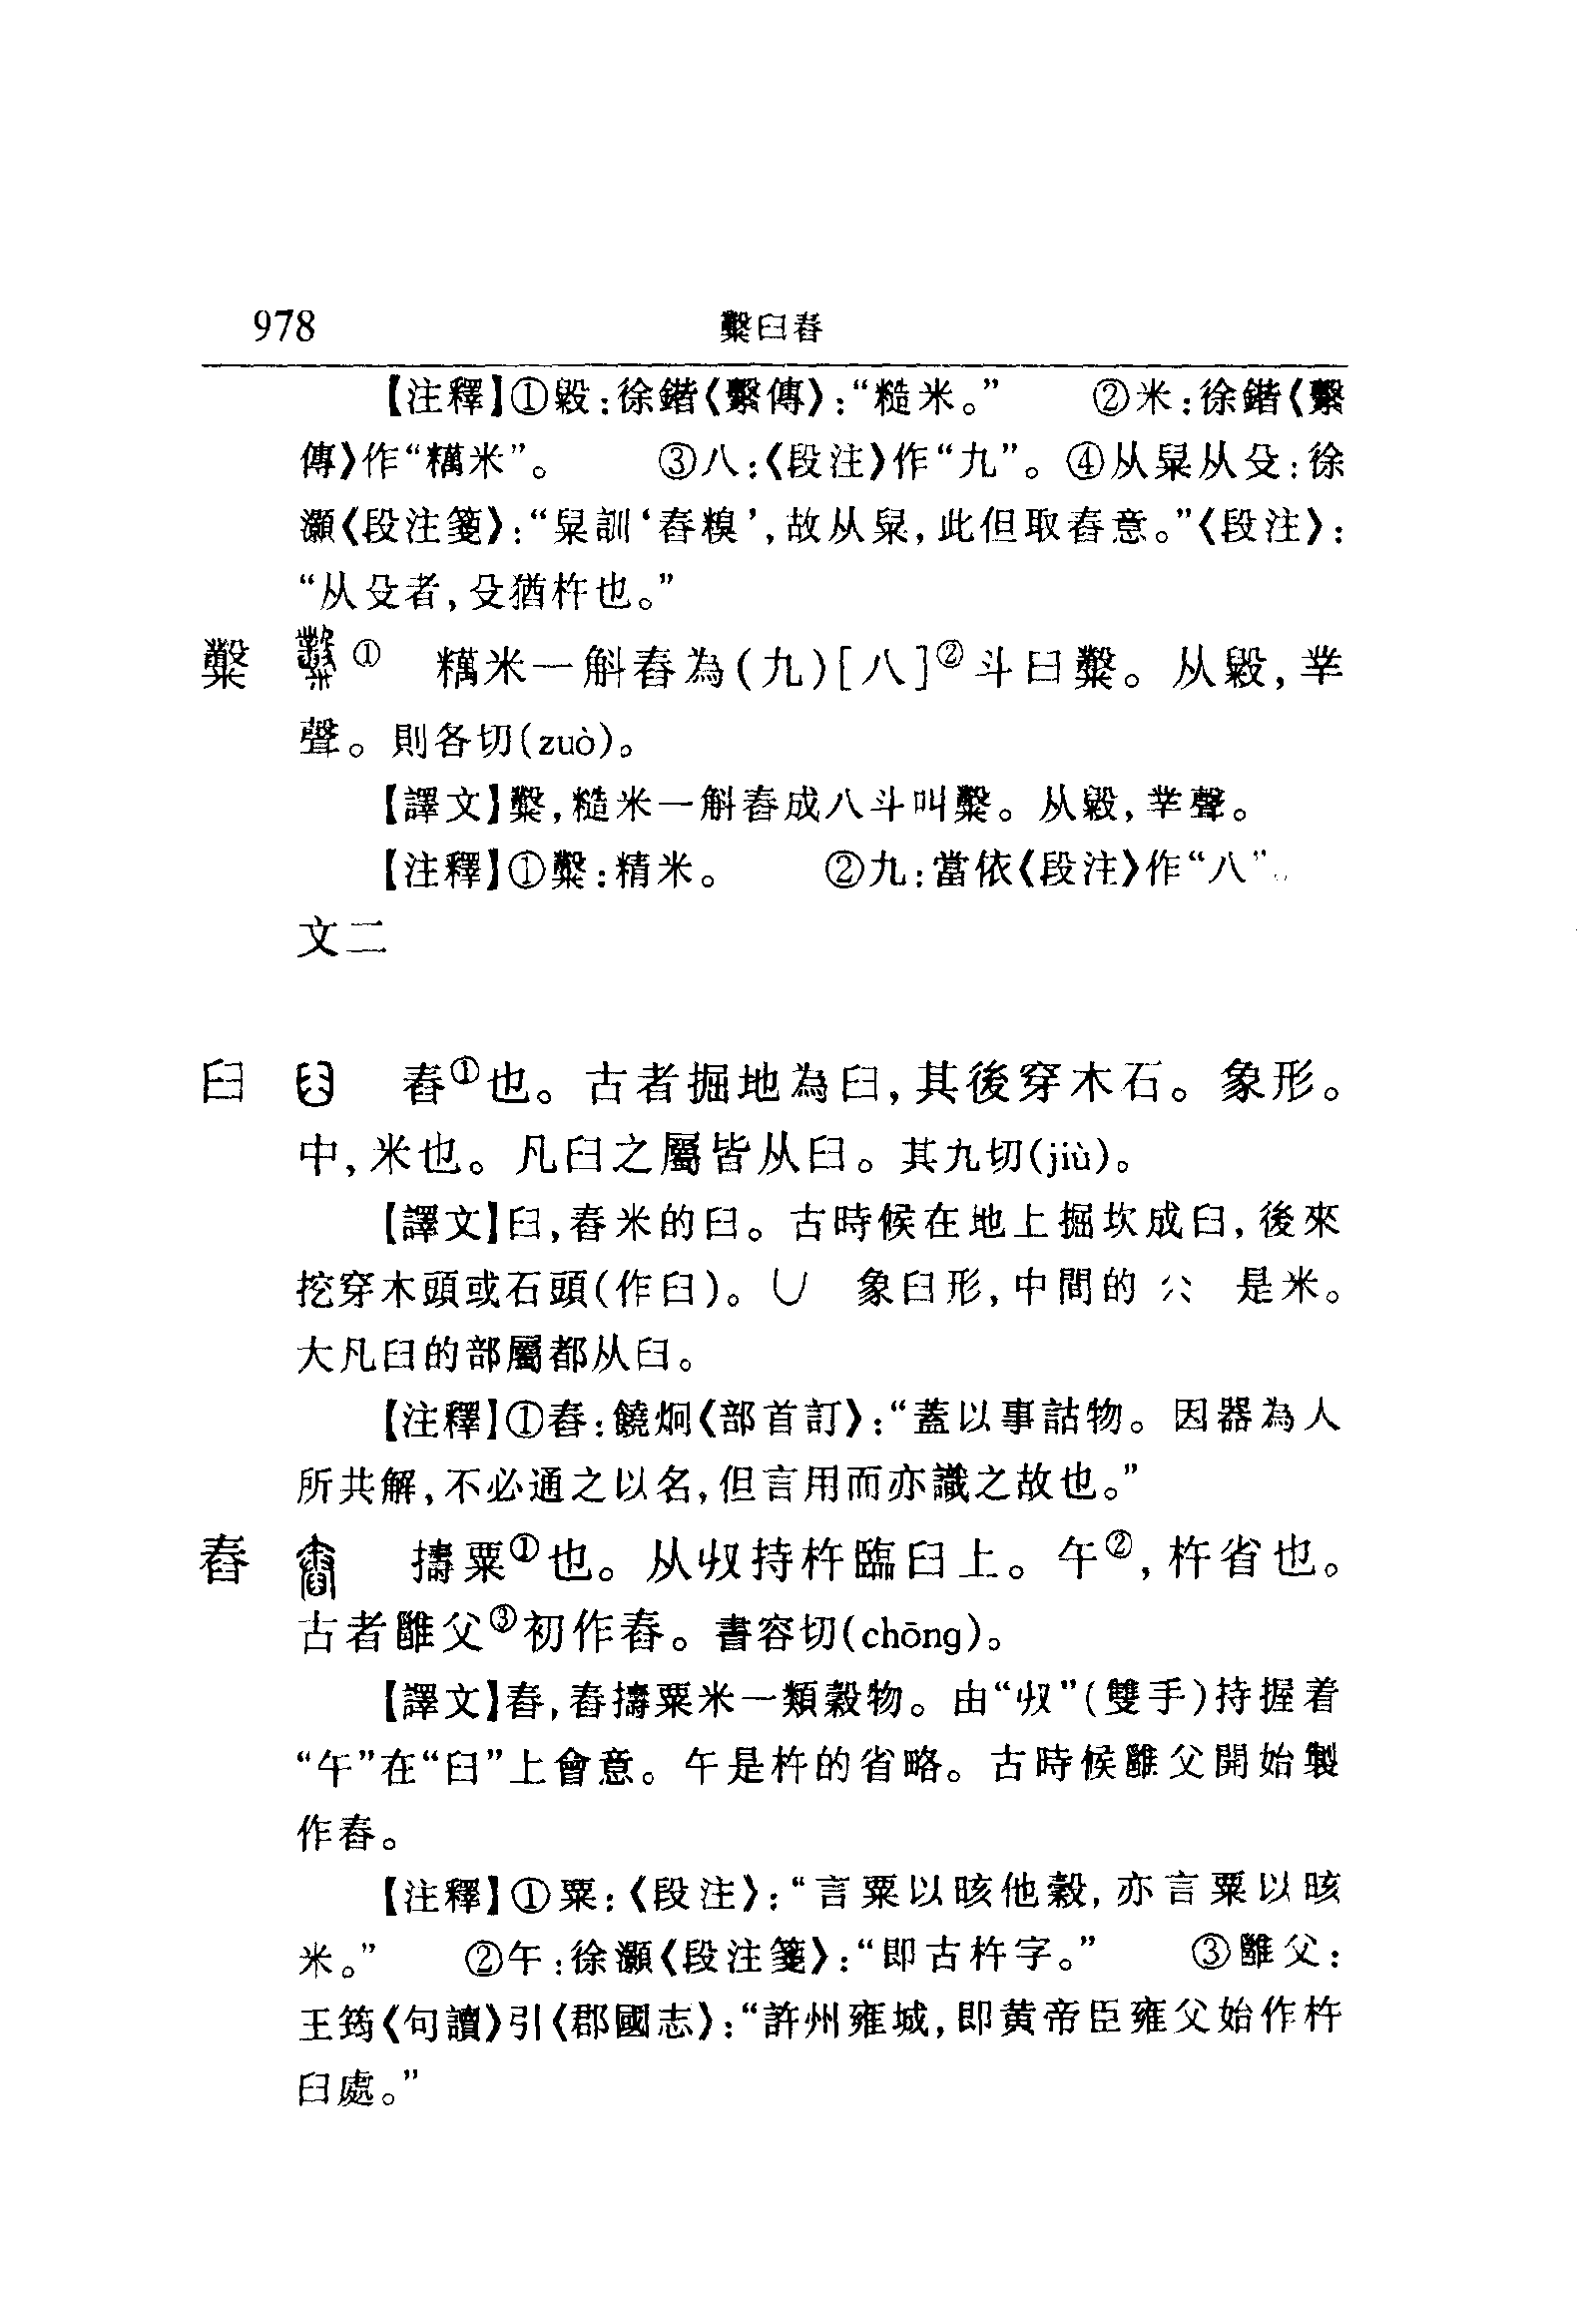 978 糳臼舂
【注釋】①毇：徐鍇〈繫傳〉：“糙米。” ②米：徐鍇〈繫
傳〉作“糲米”。 ③八：〈段注〉作“九”。④从臬从殳：徐
灝〈段注箋〉：“臬訓‘舂糗’，故从臬，此但取舂意。”〈段注〉：
“从殳者，殳猶杵也。”
糳 ① 糲米一斛舂為(九)[八]②斗曰糳。从毇，丵
聲。則各切(zuò)。
【譯文】糳，糙米一斛舂成八斗叫糳。从毇，丵聲。
【注釋】①糳：精米。 ②九：當依〈段注〉作“八”。
文二
臼 舂①也。古者掘地為臼，其後穿木石。象形。
中，米也。凡臼之屬皆从臼。其九切(jiù)。
【譯文】臼，舂米的臼。古時候在地上掘坎成臼，後來
挖穿木頭或石頭(作臼)。凵 象臼形，中間的 是米。
大凡臼的部屬都从臼。
【注釋】①舂：饒炯〈部首訂〉：“蓋以事詁物。因器為人
所共解，不必通之以名，但言用而亦識之故也。”
舂 擣粟①也。从収持杵臨臼上。午②，杵省也。
古者雝父③初作舂。書容切(chōng)。
【譯文】舂，舂擣粟米一類穀物。由“収”(雙手)持握着
“午”在“臼”上會意。午是杵的省略。古時候雝父開始製
作舂。
【注釋】①粟：〈段注〉：“言粟以晐他穀，亦言粟以晐
米。” ②午：徐灝〈段注箋〉：“即古杵字。” ③雝父：
王筠〈句讀〉引〈郡國志〉：“許州雍城，即黄帝臣雍父始作杵
臼處。”